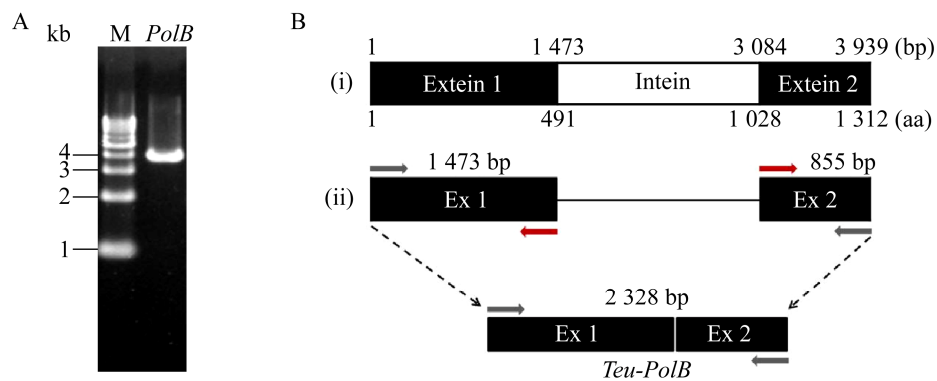 A
kb M PolB
4
3
2
1
B
1 1 473 3 084 3 939 (bp)
(i) Extein 1 Intein Extein 2
1 491 1 028 1 312 (aa)
1 473 bp 855 bp
(ii) Ex 1 Ex 2
2 328 bp
Ex 1 Ex 2
Teu-PolB